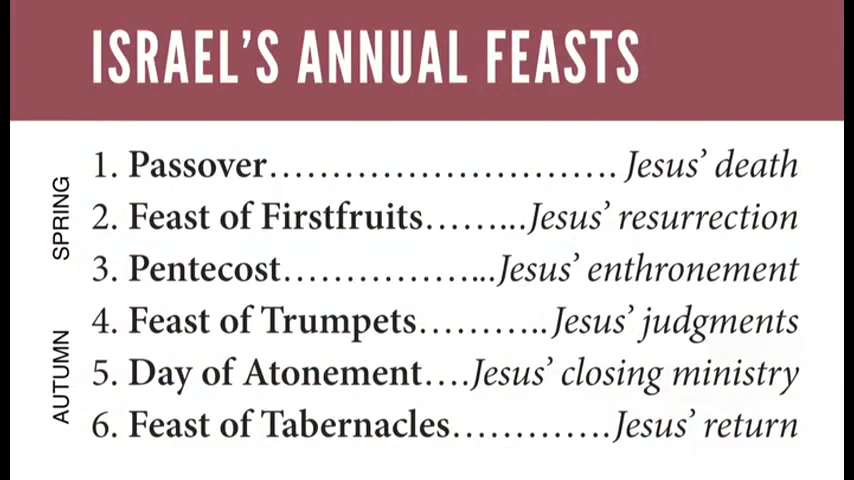 ISRAEL’S ANNUAL FEASTS
SPRING
1. Passover............................ Jesus’ death
2. Feast of Firstfruits.........Jesus’ resurrection
3. Pentecost....................Jesus’ enthronement
AUTUMN
4. Feast of Trumpets...........Jesus’ judgments
5. Day of Atonement....Jesus’ closing ministry
6. Feast of Tabernacles.............Jesus’ return